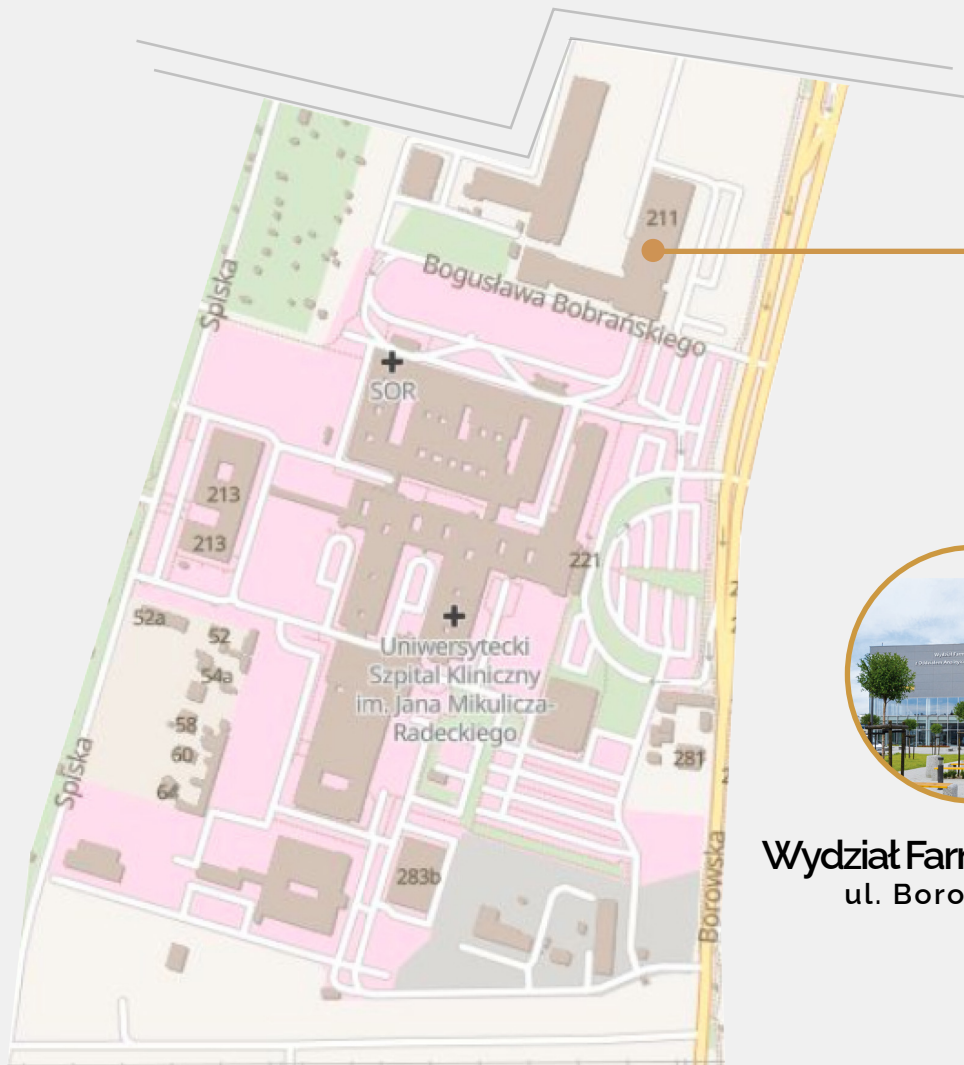 211
Bogusława Bobrańskiego
Spiska
SOR
213
213
221
52a
52
54a
58
60
64
Uniwersytecki
Szpital Kliniczny
im. Jana Mikulicza-
Radeckiego
281
Spiska
283b
Borowska
Wydział Farm
ul. Boro